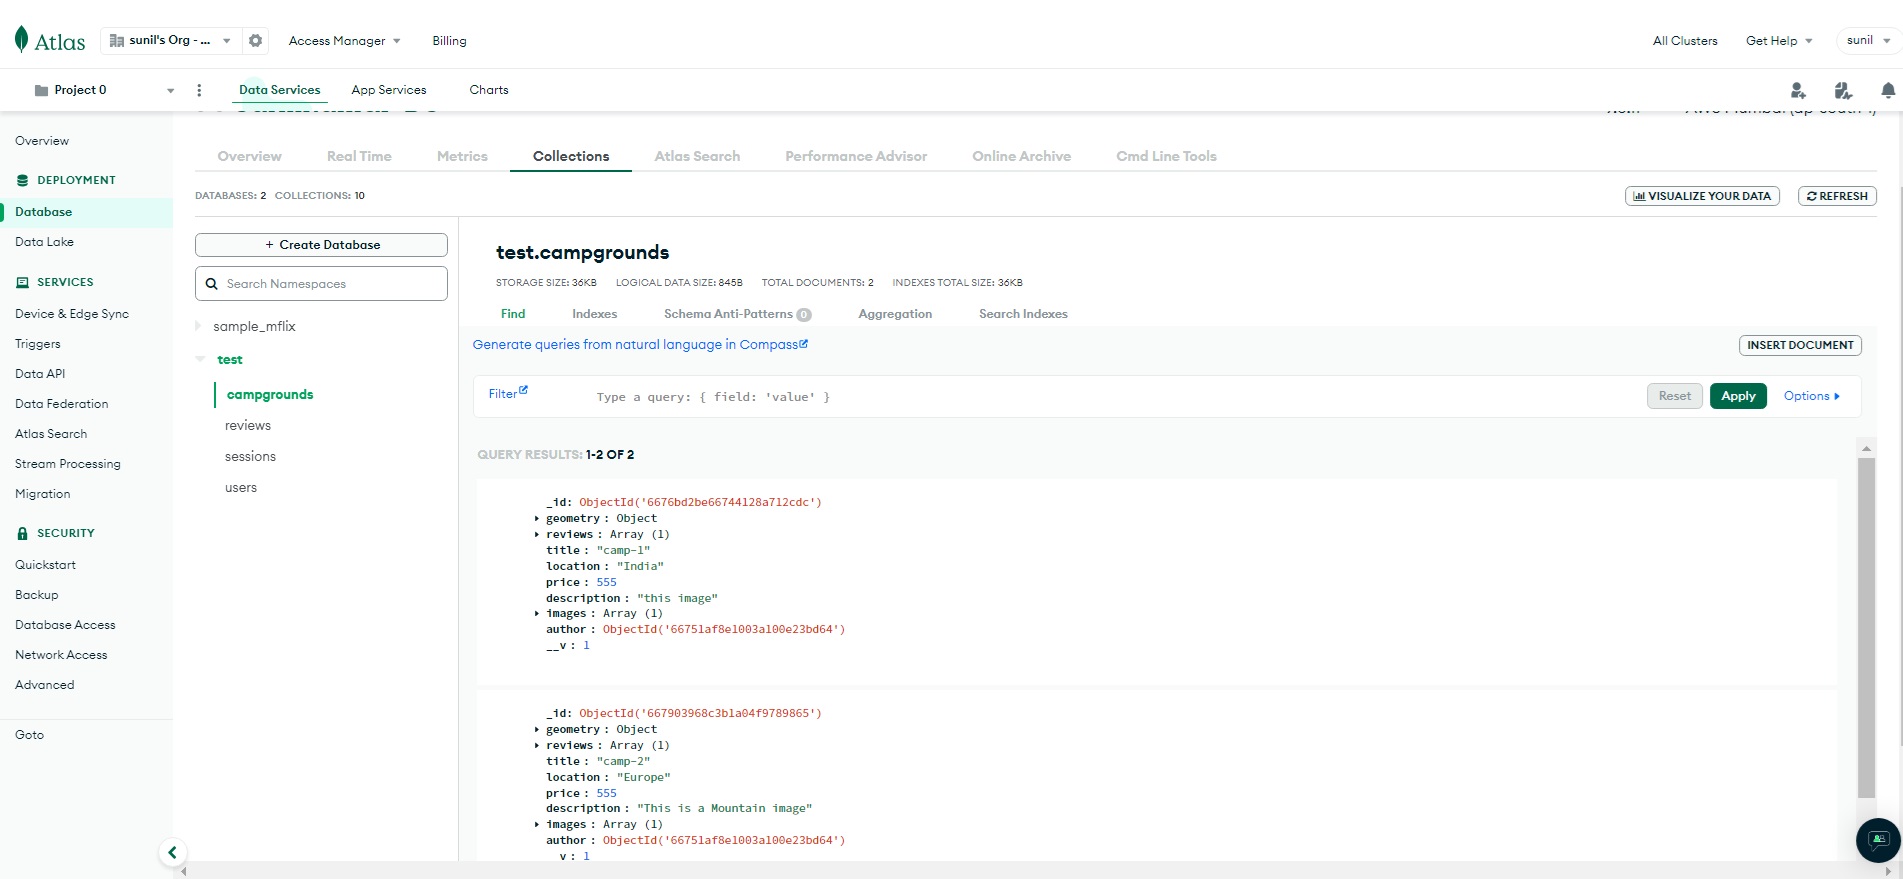 Atlas
sunil's Org - ...
Access Manager
Billing
All Clusters
Get Help
sunil
Project 0
Data Services
App Services
Charts
Overview
DEPLOYMENT
Database
Data Lake
SERVICES
Device & Edge Sync
Triggers
Data API
Data Federation
Atlas Search
Stream Processing
Migration
SECURITY
Quickstart
Backup
Database Access
Network Access
Advanced
Goto
Overview
Real Time
Metrics
Collections
Atlas Search
Performance Advisor
Online Archive
Cmd Line Tools
DATABASES: 2 COLLECTIONS: 10
VISUALIZE YOUR DATA
REFRESH
+ Create Database
Search Namespaces
sample_mflix
test
campgrounds
reviews
sessions
users
test.campgrounds
STORAGE SIZE: 36KB LOGICAL DATA SIZE: 845B TOTAL DOCUMENTS: 2 INDEXES TOTAL SIZE: 36KB
Find
Indexes
Schema Anti-Patterns 0
Aggregation
Search Indexes
Generate queries from natural language in Compass
INSERT DOCUMENT
Filter
Type a query: { field: 'value' }
Reset
Apply
Options
QUERY RESULTS: 1-2 OF 2
_id: ObjectId('6676bd2be66744128a712cdc')
geometry : Object
reviews : Array (1)
title : "camp-1"
location : "India"
price : 555
description : "this image"
images : Array (1)
author : ObjectId('66751af8e1003a100e23bd64')
__v : 1
_id: ObjectId('667903968c3b1a04f9789865')
geometry : Object
reviews : Array (1)
title : "camp-2"
location : "Europe"
price : 555
description : "This is a Mountain image"
images : Array (1)
author : ObjectId('66751af8e1003a100e23bd64')
__v : 1